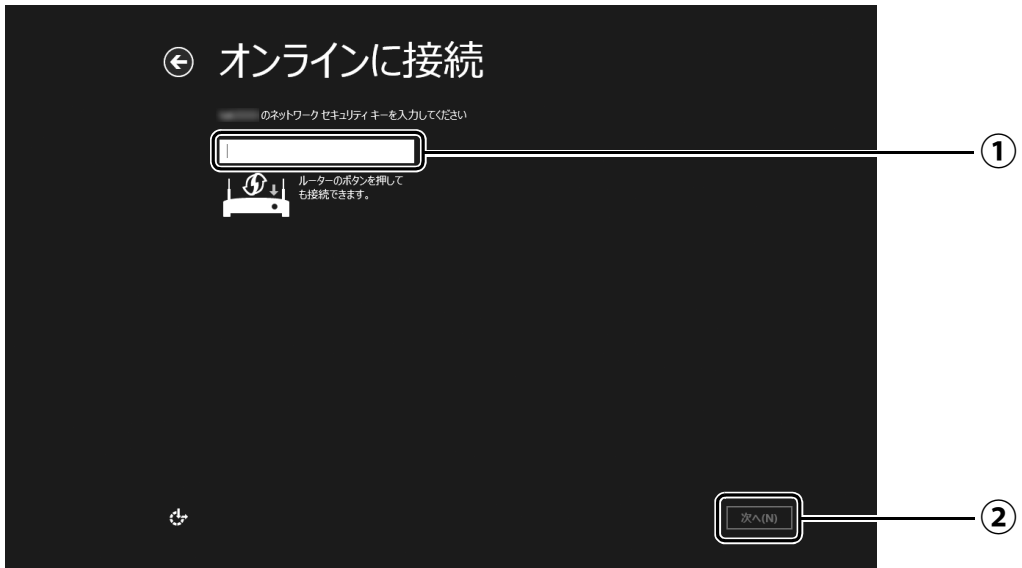 オンラインに接続
のネットワーク セキュリティ キーを入力してください
①
ルーターのボタンを押して
も接続できます。
次へ(N)
②